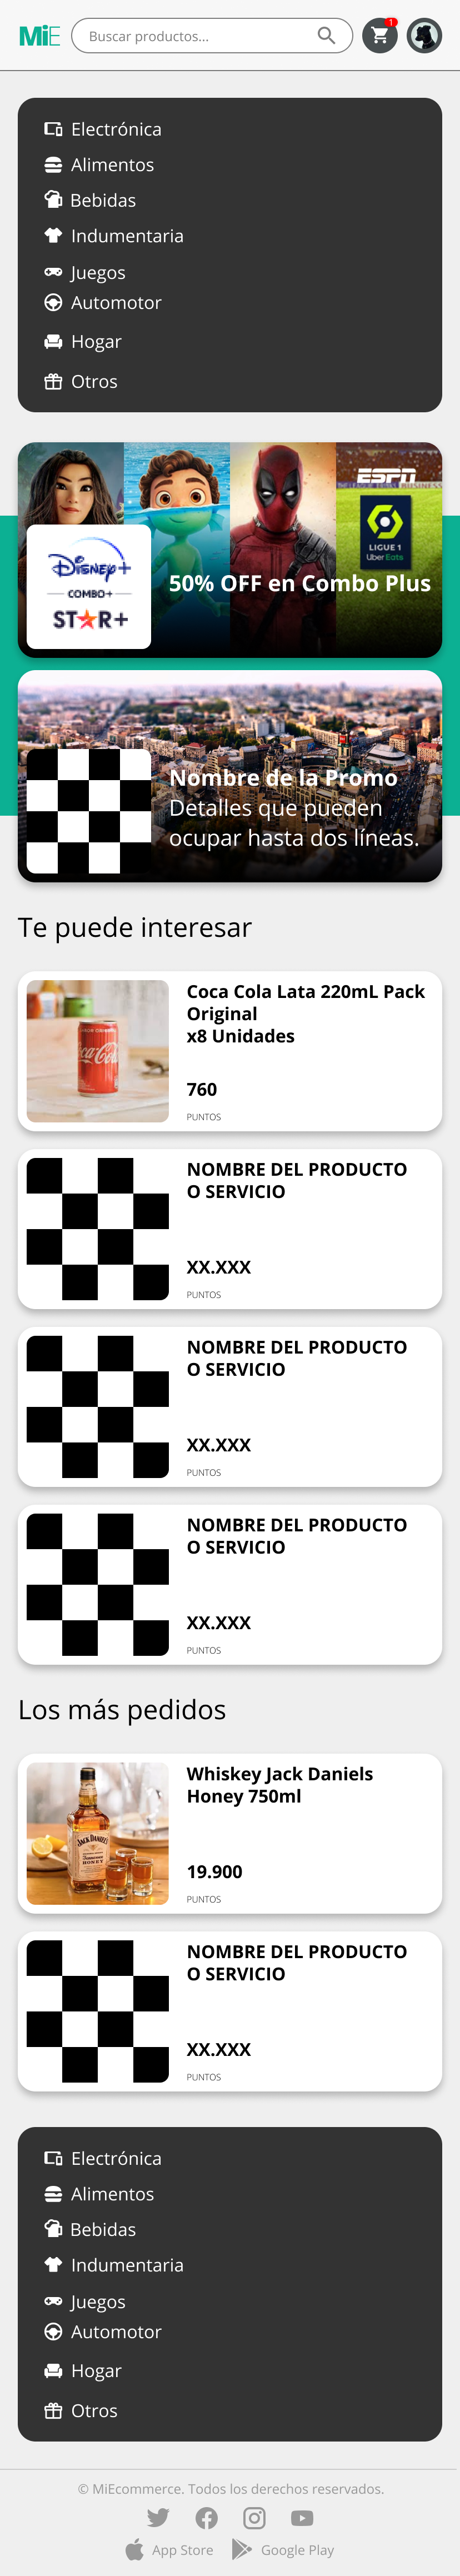 MiE
Buscar productos...
1
Electrónica
Alimentos
Bebidas
Indumentaria
Juegos
Automotor
Hogar
Otros
ESPN
BUSINESS
LIGUE 1
Uber Eats
Disney+
COMBO+
STAR+
50% OFF en Combo Plus
Nombre de la Promo
Detalles que pueden
ocupar hasta dos líneas.
Te puede interesar
Coca Cola Lata 220mL Pack
Original
x8 Unidades
760
PUNTOS
NOMBRE DEL PRODUCTO
O SERVICIO
XX.XXX
PUNTOS
NOMBRE DEL PRODUCTO
O SERVICIO
XX.XXX
PUNTOS
NOMBRE DEL PRODUCTO
O SERVICIO
XX.XXX
PUNTOS
Los más pedidos
Whiskey Jack Daniels
Honey 750ml
JACK DANIEL'S
HONEY
19.900
PUNTOS
NOMBRE DEL PRODUCTO
O SERVICIO
XX.XXX
PUNTOS
Electrónica
Alimentos
Bebidas
Indumentaria
Juegos
Automotor
Hogar
Otros
© MiEcommerce. Todos los derechos reservados.
App Store Google Play